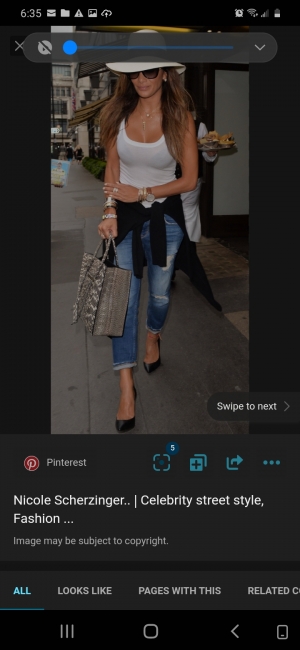 6:35
Swipe to next
Pinterest
5
Nicole Scherzinger.. | Celebrity street style,
Fashion ...
Image may be subject to copyright.
ALL LOOKS LIKE PAGES WITH THIS RELATED CO